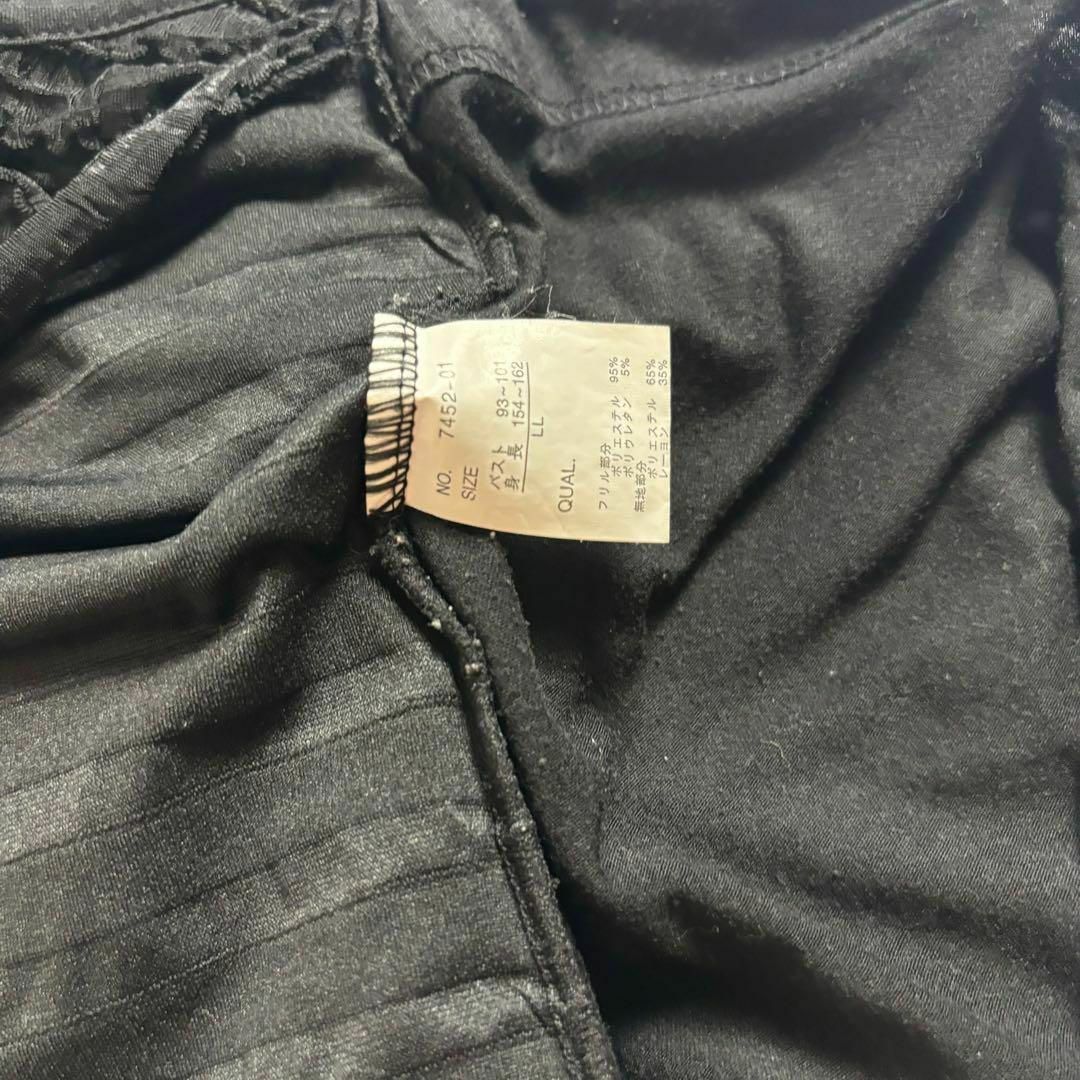 NO. 7452-01
SIZE
バスト 93~101
身長 154~162
LL
QUAL.
フリル部分
ポリエステル 95%
ポリウレタン 5%
無地部分
ポリエステル 65%
レーヨン 35%